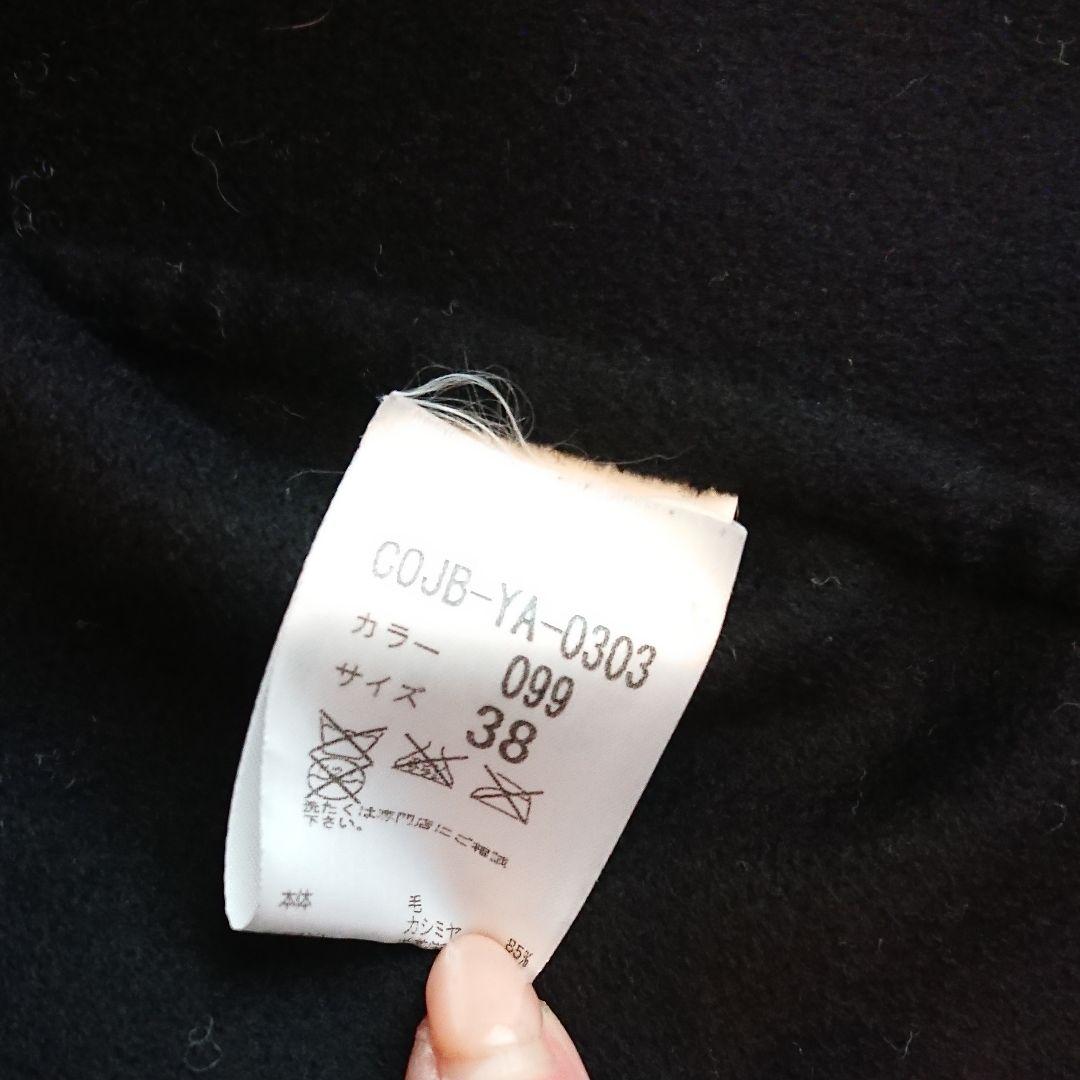 COJB-YA-0303
カラー 099
サイズ 38
洗たくは専門店にご相談
下さい。
本体 毛 85%
カシミヤ